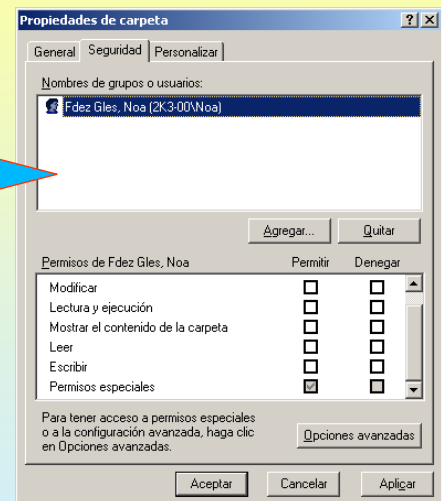 Propiedades de carpeta
General Seguridad Personalizar
Nombres de grupos o usuarios:
Fdez Gles, Noa (2K3-00\Noa)
Agregar... Quitar
Permisos de Fdez Gles, Noa Permitir Denegar
Modificar
Lectura y ejecución
Mostrar el contenido de la carpeta
Leer
Escribir
Permisos especiales
Para tener acceso a permisos especiales
o a la configuración avanzada, haga clic
en Opciones avanzadas.
Opciones avanzadas
Aceptar Cancelar Aplicar